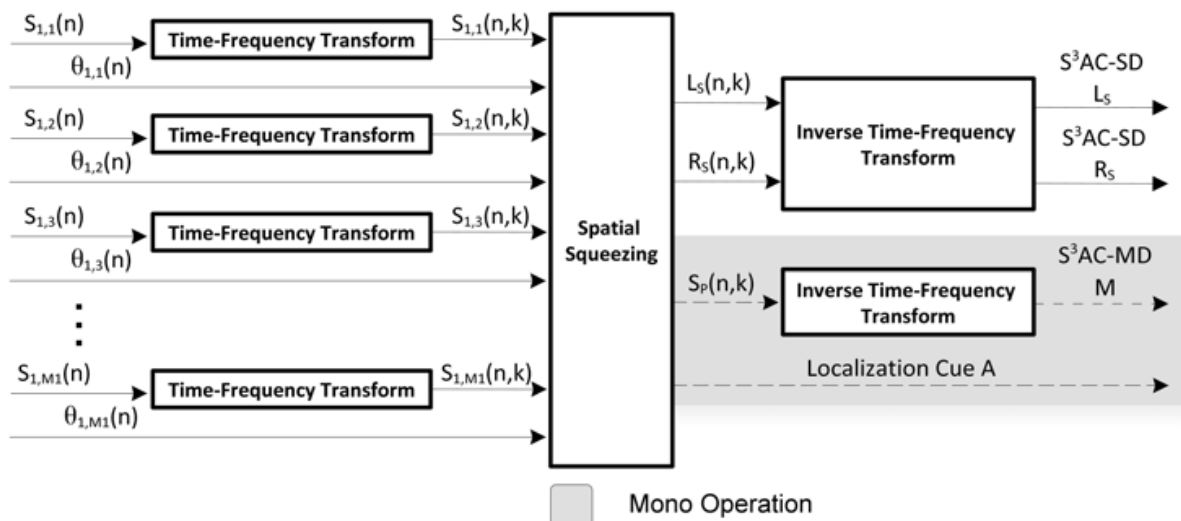 S1,1(n)
Time-Frequency Transform
S1,1(n,k)
θ1,1(n)
S1,2(n)
Time-Frequency Transform
S1,2(n,k)
θ1,2(n)
S1,3(n)
Time-Frequency Transform
S1,3(n,k)
θ1,3(n)
S1,M1(n)
Time-Frequency Transform
S1,M1(n,k)
θ1,M1(n)
Spatial
Squeezing
LS(n,k)
RS(n,k)
Inverse Time-Frequency
Transform
S³AC-SD
LS
S³AC-SD
RS
SP(n,k)
Inverse Time-Frequency
Transform
S³AC-MD
M
Localization Cue A
Mono Operation